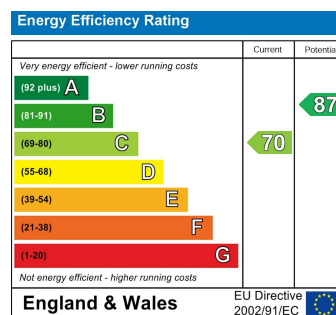 Energy Efficiency Rating
Current
Potential
Very energy efficient - lower running costs
(92 plus) A
(81-91) B
87
(69-80) C
70
(55-68) D
(39-54) E
(21-38) F
(1-20) G
Not energy efficient - higher running costs
England & Wales
EU Directive
2002/91/EC